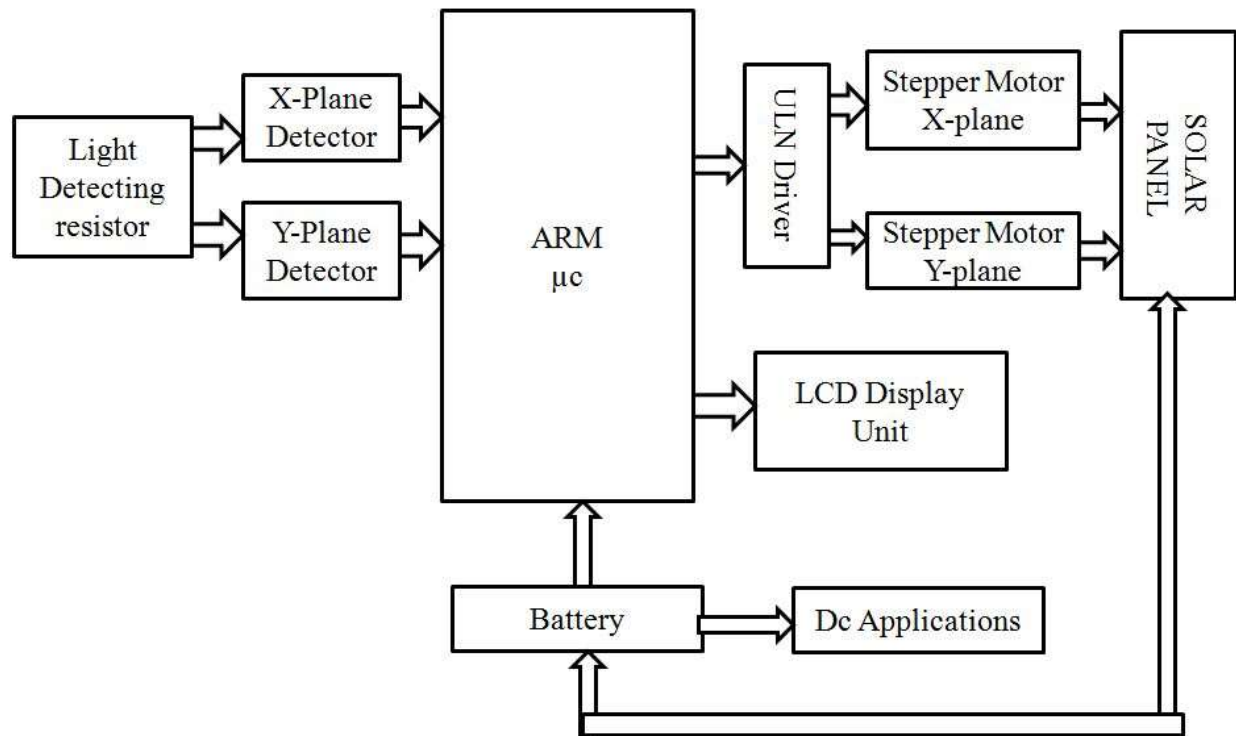 Light
Detecting
resistor
X-Plane
Detector
Y-Plane
Detector
ARM
µc
ULN Driver
Stepper Motor
X-plane
Stepper Motor
Y-plane
SOLAR
PANEL
LCD Display
Unit
Battery
Dc Applications